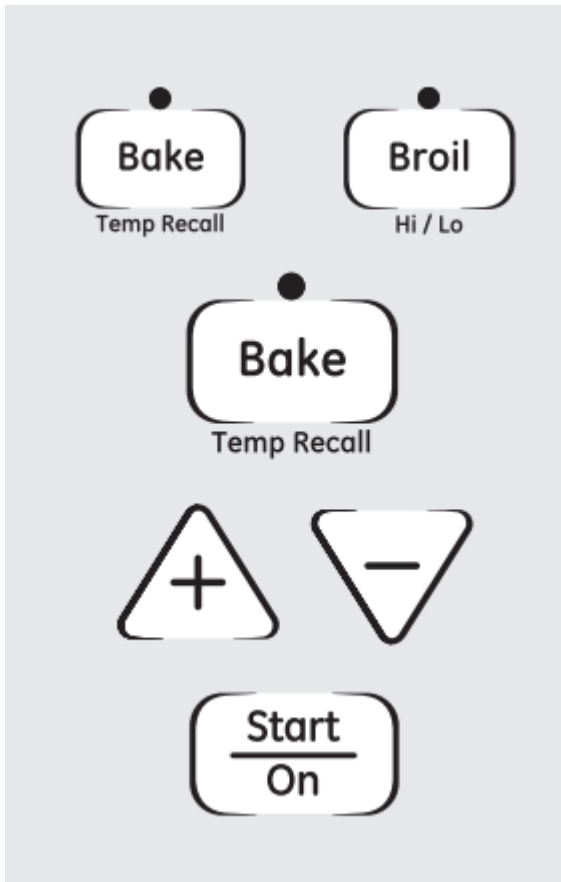 Bake
Temp Recall
Broil
Hi / Lo
Bake
Temp Recall
+
−
Start
On